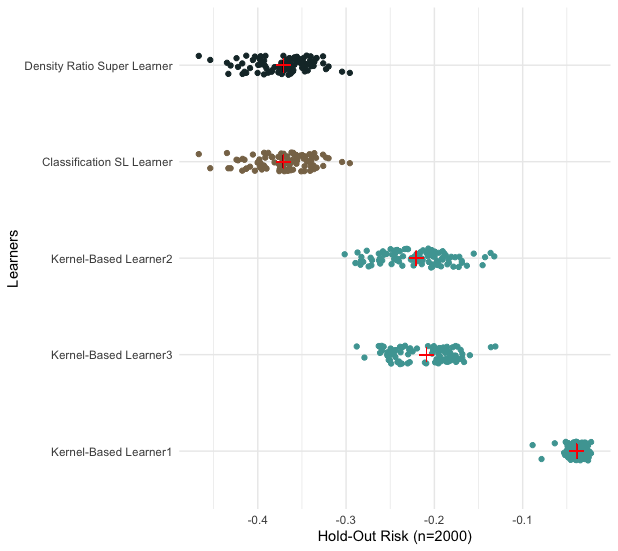 Learners
Density Ratio Super Learner
Classification SL Learner
Kernel-Based Learner2
Kernel-Based Learner3
Kernel-Based Learner1
-0.4 -0.3 -0.2 -0.1
Hold-Out Risk (n=2000)